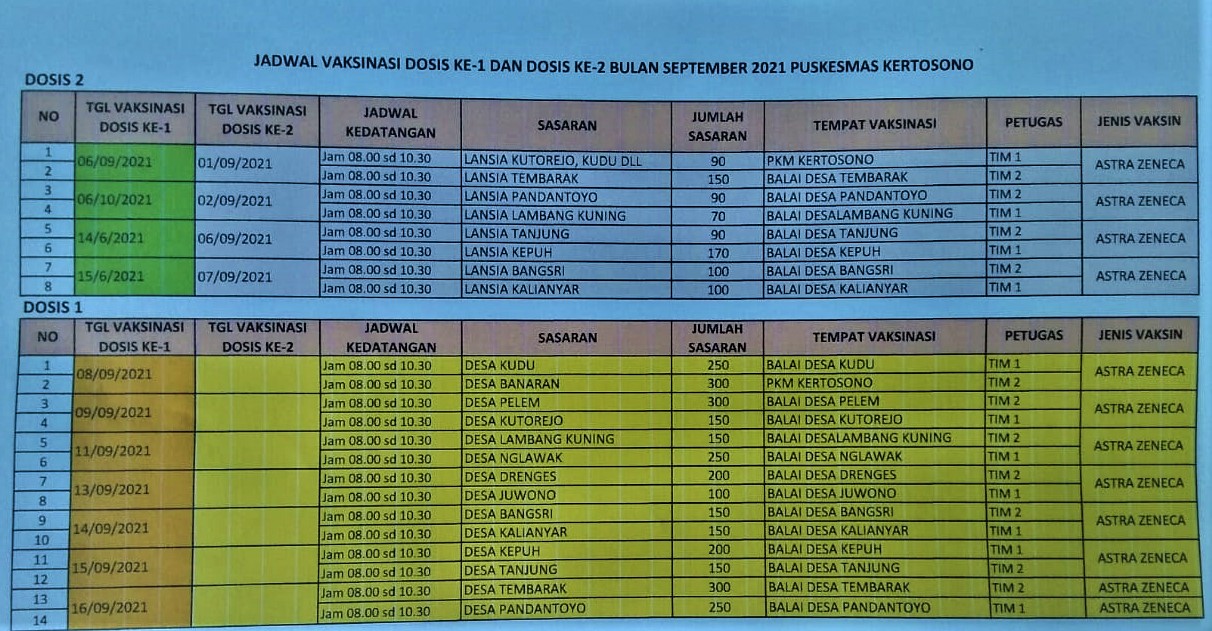 JADWAL VAKSINASI DOSIS KE-1 DAN DOSIS KE-2 BULAN SEPTEMBER 2021 PUSKESMAS KERTOSONO
DOSIS 2
NO TGL VAKSINASI DOSIS KE-1 TGL VAKSINASI DOSIS KE-2 JADWAL KEDATANGAN SASARAN JUMLAH SASARAN TEMPAT VAKSINASI PETUGAS JENIS VAKSIN
1 06/09/2021 01/09/2021 Jam 08.00 sd 10.30 LANSIA KUTOREJO, KUDU DLL 90 PKM KERTOSONO TIM 1 ASTRA ZENECA
2 Jam 08.00 sd 10.30 LANSIA TEMBARAK 150 BALAI DESA TEMBARAK TIM 2
3 06/10/2021 02/09/2021 Jam 08.00 sd 10.30 LANSIA PANDANTOYO 90 BALAI DESA PANDANTOYO TIM 2 ASTRA ZENECA
4 Jam 08.00 sd 10.30 LANSIA LAMBANG KUNING 70 BALAI DESALAMBANG KUNING TIM 1
5 14/6/2021 06/09/2021 Jam 08.00 sd 10.30 LANSIA TANJUNG 90 BALAI DESA TANJUNG TIM 2 ASTRA ZENECA
6 Jam 08.00 sd 10.30 LANSIA KEPUH 170 BALAI DESA KEPUH TIM 1
7 15/6/2021 07/09/2021 Jam 08.00 sd 10.30 LANSIA BANGSRI 100 BALAI DESA BANGSRI TIM 2 ASTRA ZENECA
8 Jam 08.00 sd 10.30 LANSIA KALIANYAR 100 BALAI DESA KALIANYAR TIM 1
DOSIS 1
NO TGL VAKSINASI DOSIS KE-1 TGL VAKSINASI DOSIS KE-2 JADWAL KEDATANGAN SASARAN JUMLAH SASARAN TEMPAT VAKSINASI PETUGAS JENIS VAKSIN
1 08/09/2021 Jam 08.00 sd 10.30 DESA KUDU 250 BALAI DESA KUDU TIM 1 ASTRA ZENECA
2 Jam 08.00 sd 10.30 DESA BANARAN 300 PKM KERTOSONO TIM 2
3 09/09/2021 Jam 08.00 sd 10.30 DESA PELEM 300 BALAI DESA PELEM TIM 2 ASTRA ZENECA
4 Jam 08.00 sd 10.30 DESA KUTOREJO 150 BALAI DESA KUTOREJO TIM 1
5 11/09/2021 Jam 08.00 sd 10.30 DESA LAMBANG KUNING 150 BALAI DESALAMBANG KUNING TIM 2 ASTRA ZENECA
6 Jam 08.00 sd 10.30 DESA NGLAWAK 250 BALAI DESA NGLAWAK TIM 1
7 13/09/2021 Jam 08.00 sd 10.30 DESA DRENGES 200 BALAI DESA DRENGES TIM 2 ASTRA ZENECA
8 Jam 08.00 sd 10.30 DESA JUWONO 100 BALAI DESA JUWONO TIM 1
9 14/09/2021 Jam 08.00 sd 10.30 DESA BANGSRI 150 BALAI DESA BANGSRI TIM 2 ASTRA ZENECA
10 Jam 08.00 sd 10.30 DESA KALIANYAR 150 BALAI DESA KALIANYAR TIM 1
11 15/09/2021 Jam 08.00 sd 10.30 DESA KEPUH 200 BALAI DESA KEPUH TIM 1 ASTRA ZENECA
12 Jam 08.00 sd 10.30 DESA TANJUNG 150 BALAI DESA TANJUNG TIM 2
13 16/09/2021 Jam 08.00 sd 10.30 DESA TEMBARAK 300 BALAI DESA TEMBARAK TIM 2 ASTRA ZENECA
14 Jam 08.00 sd 10.30 DESA PANDANTOYO 250 BALAI DESA PANDANTOYO TIM 1 ASTRA ZENECA